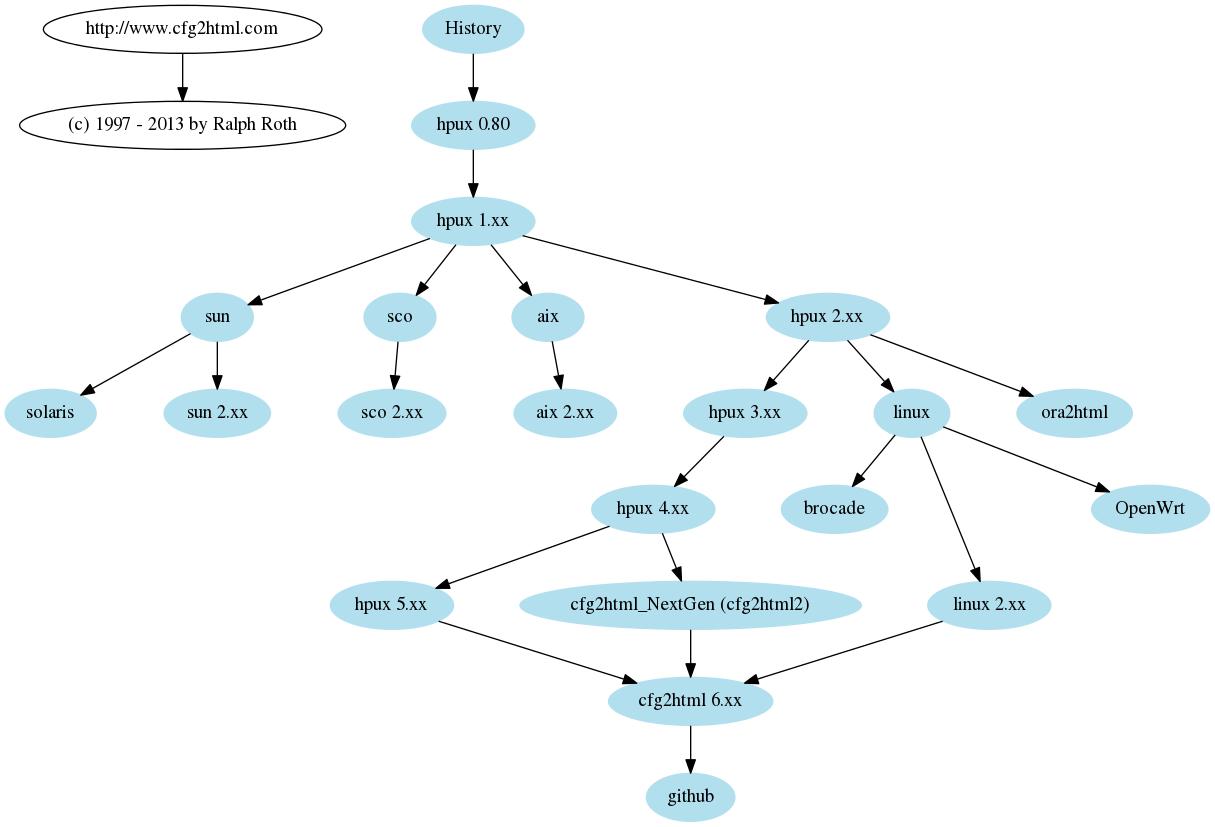 http://www.cfg2html.com
History
(c) 1997 - 2013 by Ralph Roth
hpux 0.80
hpux 1.xx
sun
sco
aix
hpux 2.xx
solaris
sun 2.xx
sco 2.xx
aix 2.xx
hpux 3.xx
linux
ora2html
hpux 4.xx
brocade
OpenWrt
hpux 5.xx
cfg2html_NextGen (cfg2html2)
linux 2.xx
cfg2html 6.xx
github